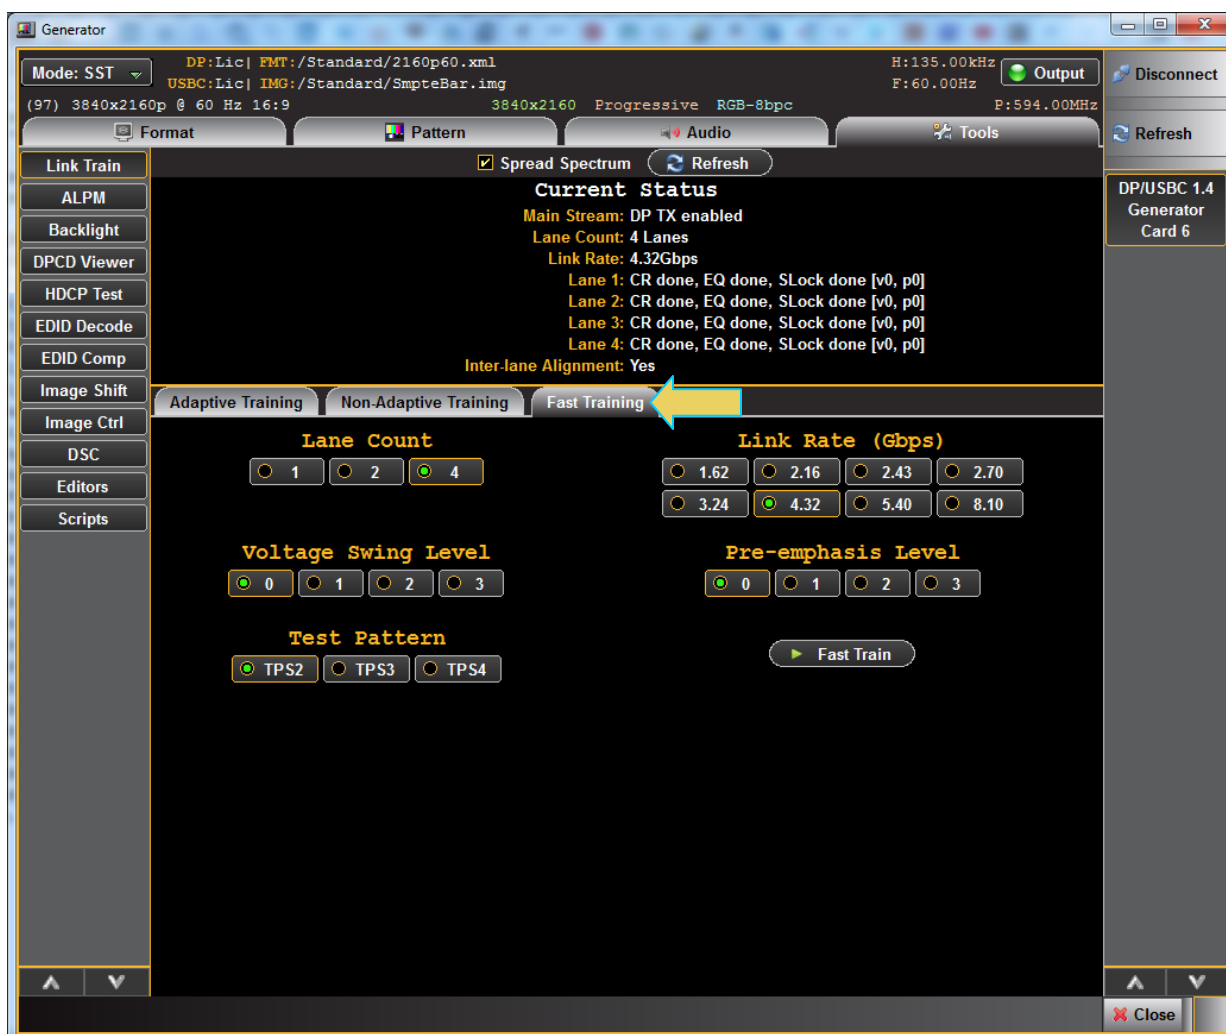 Generator
Mode: SST
DP:Lic| FMT:/Standard/2160p60.xml
USBC:Lic| IMG:/Standard/SmpteBar.img
H:135.00kHz
F:60.00Hz
Output
(97) 3840x2160p @ 60 Hz 16:9
3840x2160 Progressive RGB-8bpc
P:594.00MHz
Disconnect
Format
Pattern
Audio
Tools
Refresh
Link Train
ALPM
Backlight
DPCD Viewer
HDCP Test
EDID Decode
EDID Comp
Image Shift
Image Ctrl
DSC
Editors
Scripts
Spread Spectrum
Refresh
Current Status
Main Stream: DP TX enabled
Lane Count: 4 Lanes
Link Rate: 4.32Gbps
Lane 1: CR done, EQ done, SLock done [v0, p0]
Lane 2: CR done, EQ done, SLock done [v0, p0]
Lane 3: CR done, EQ done, SLock done [v0, p0]
Lane 4: CR done, EQ done, SLock done [v0, p0]
Inter-lane Alignment: Yes
DP/USBC 1.4
Generator
Card 6
Adaptive Training
Non-Adaptive Training
Fast Training
Lane Count
1 2 4
Link Rate (Gbps)
1.62 2.16 2.43 2.70
3.24 4.32 5.40 8.10
Voltage Swing Level
0 1 2 3
Pre-emphasis Level
0 1 2 3
Test Pattern
TPS2 TPS3 TPS4
Fast Train
Close